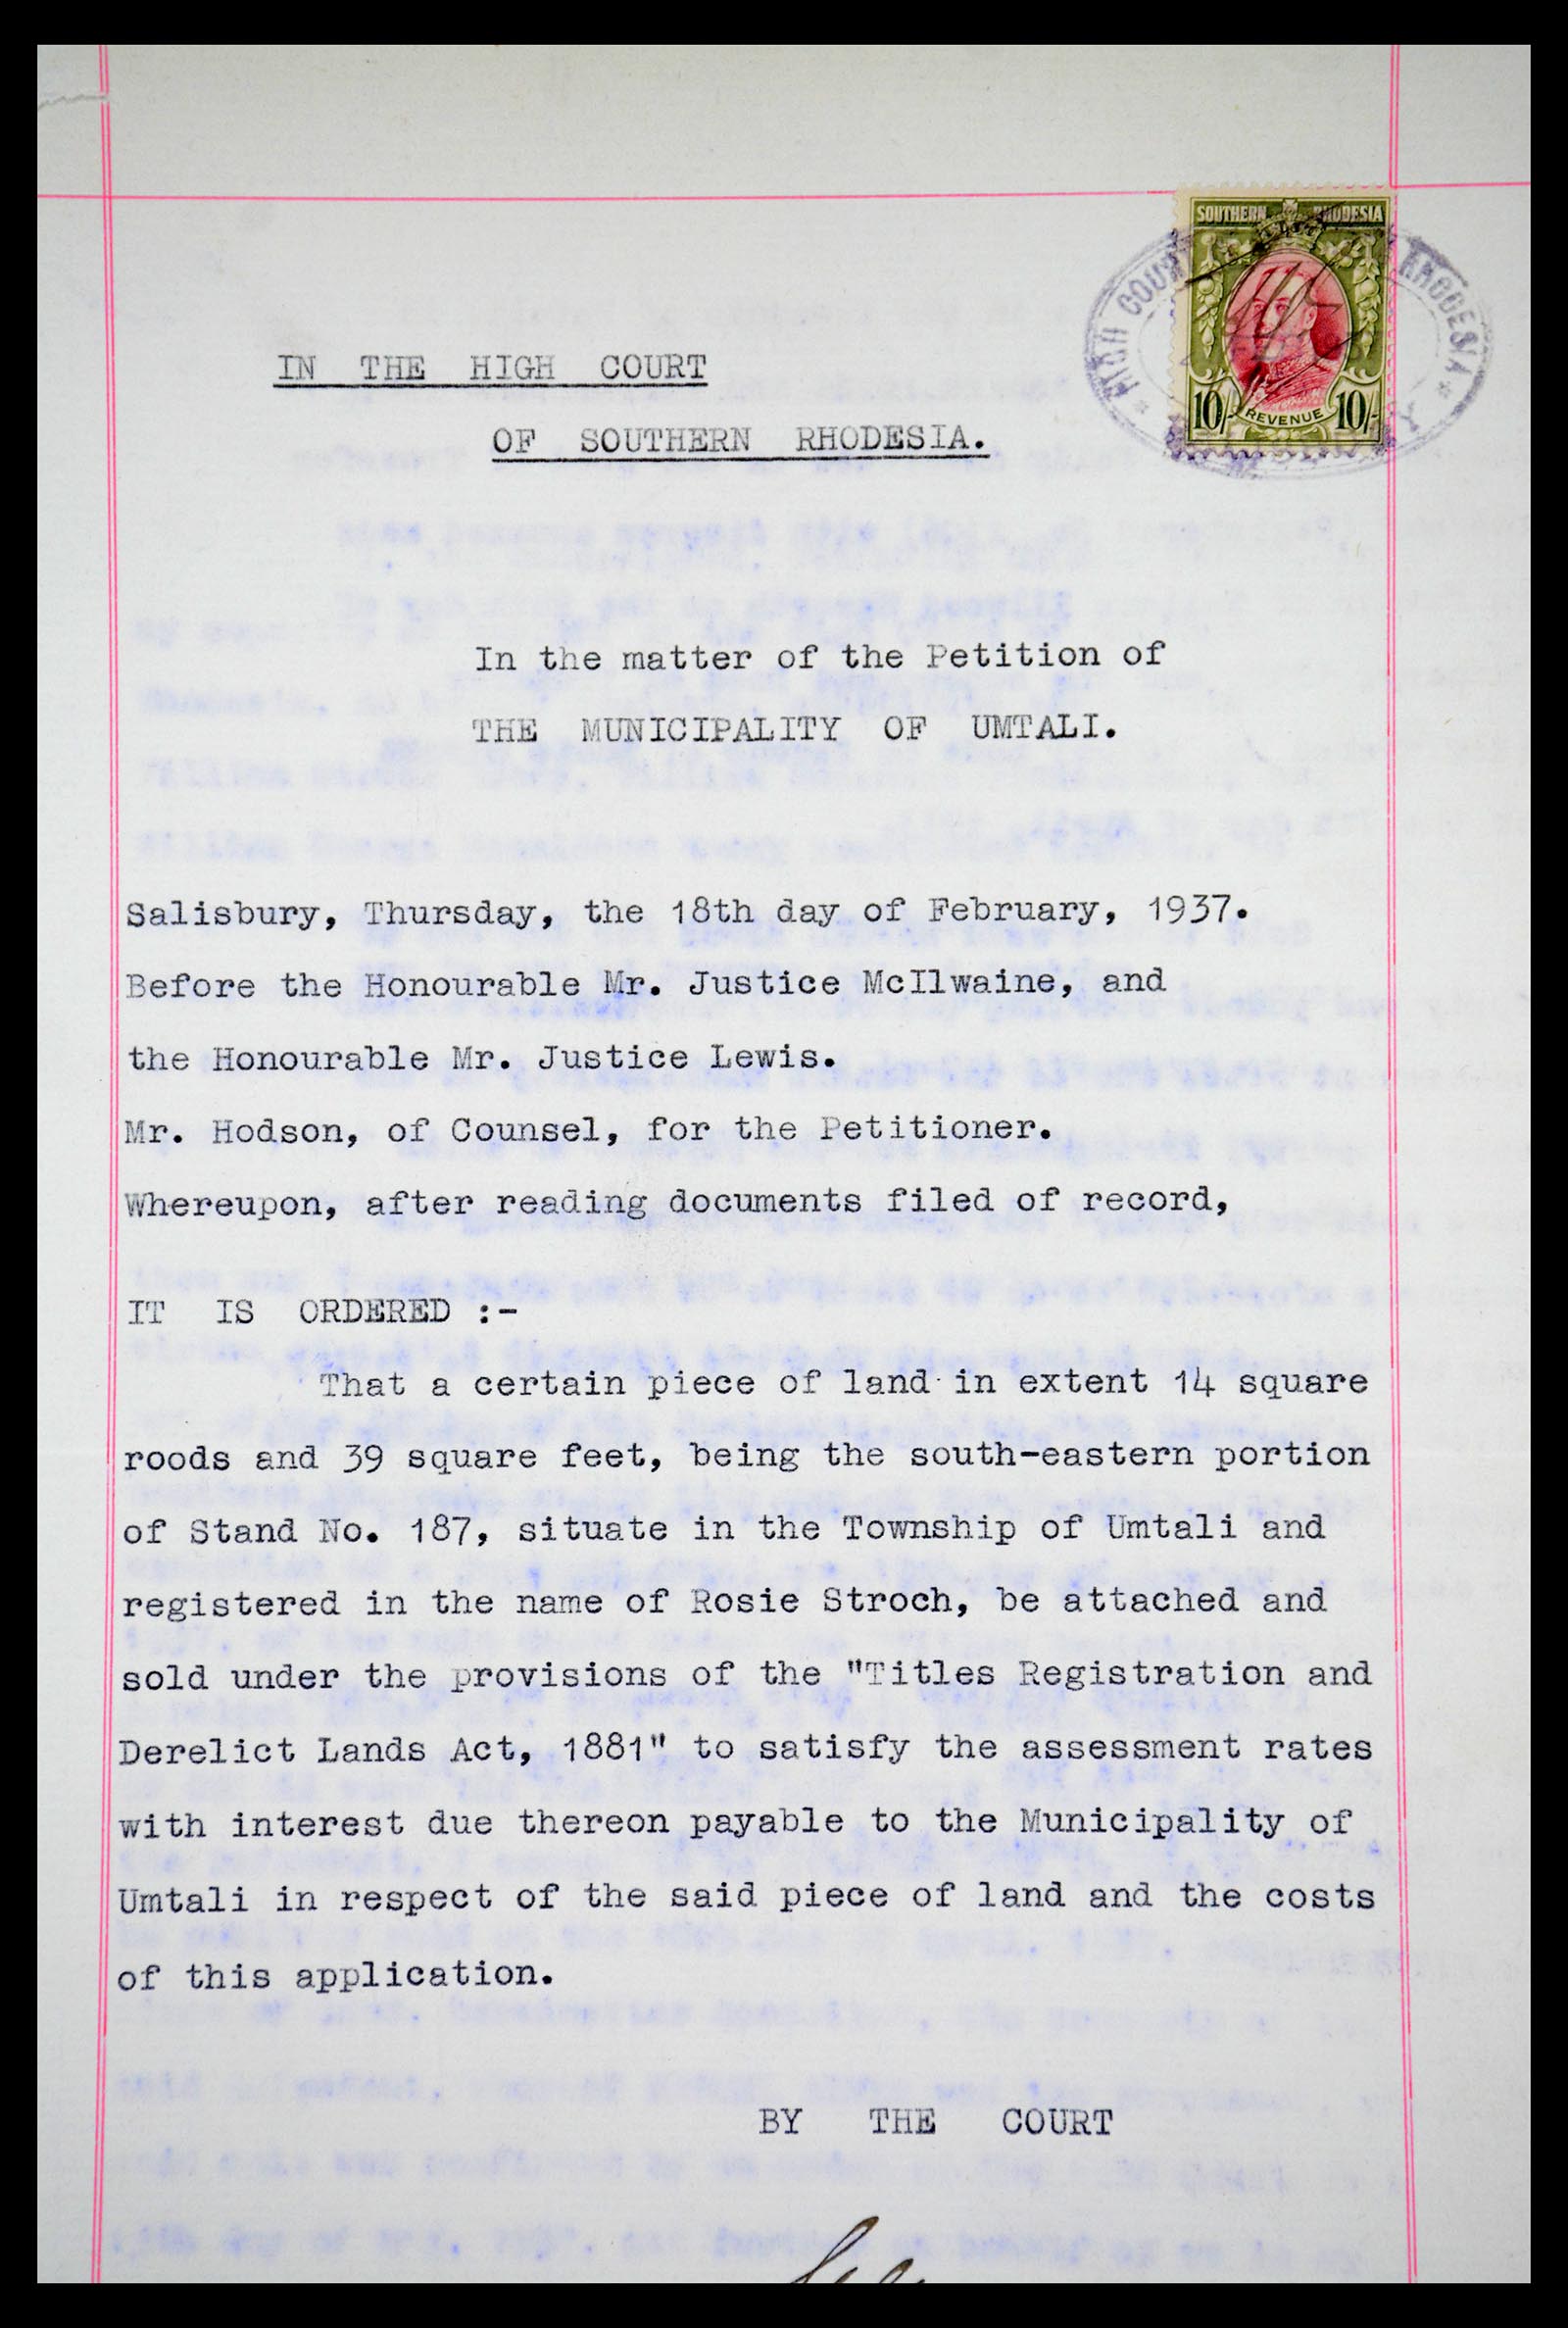 SOUTHERN RHODESIA
HIGH COURT RHODESIA
10/- REVENUE 10/-
IN THE HIGH COURT
OF SOUTHERN RHODESIA.
In the matter of the Petition of
THE MUNICIPALITY OF UMTALI.
Salisbury, Thursday, the 18th day of February, 1937.
Before the Honourable Mr. Justice McIlwaine, and
the Honourable Mr. Justice Lewis.
Mr. Hodson, of Counsel, for the Petitioner.
Whereupon, after reading documents filed of record,
IT IS ORDERED :-
That a certain piece of land in extent 14 square
roods and 39 square feet, being the south-eastern portion
of Stand No. 187, situate in the Township of Umtali and
registered in the name of Rosie Stroch, be attached and
sold under the provisions of the "Titles Registration and
Derelict Lands Act, 1881" to satisfy the assessment rates
with interest due thereon payable to the Municipality of
Umtali in respect of the said piece of land and the costs
of this application.
BY THE COURT